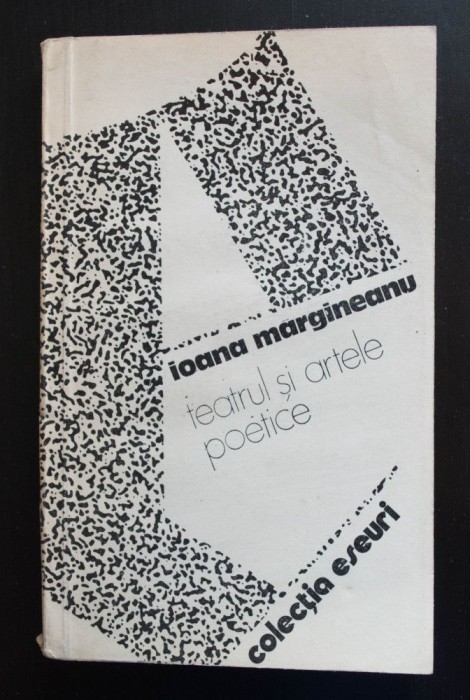 ioana margineanu
teatrul și artele
poetice
colecția eseuri